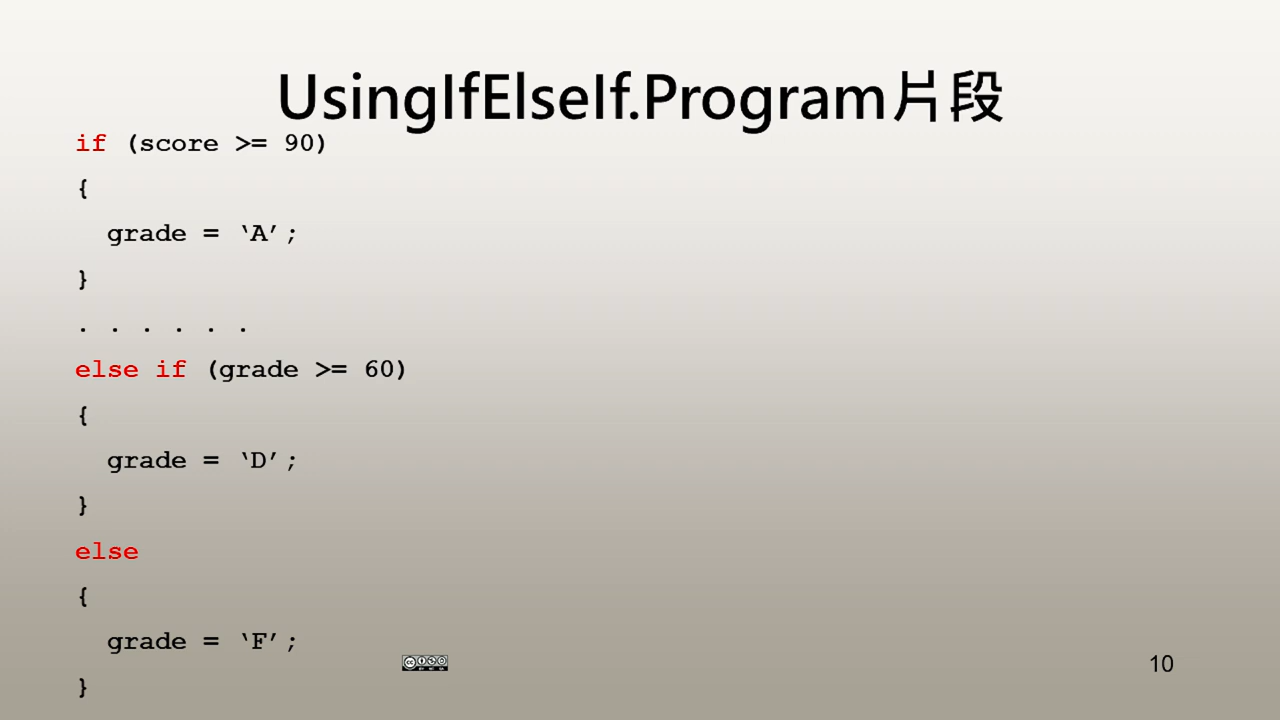 UsingIfElseIf.Program片段
if (score >= 90)
{
grade = ‘A’;
}
. . . . . .
else if (grade >= 60)
{
grade = ‘D’;
}
else
{
grade = ‘F’;
}
10